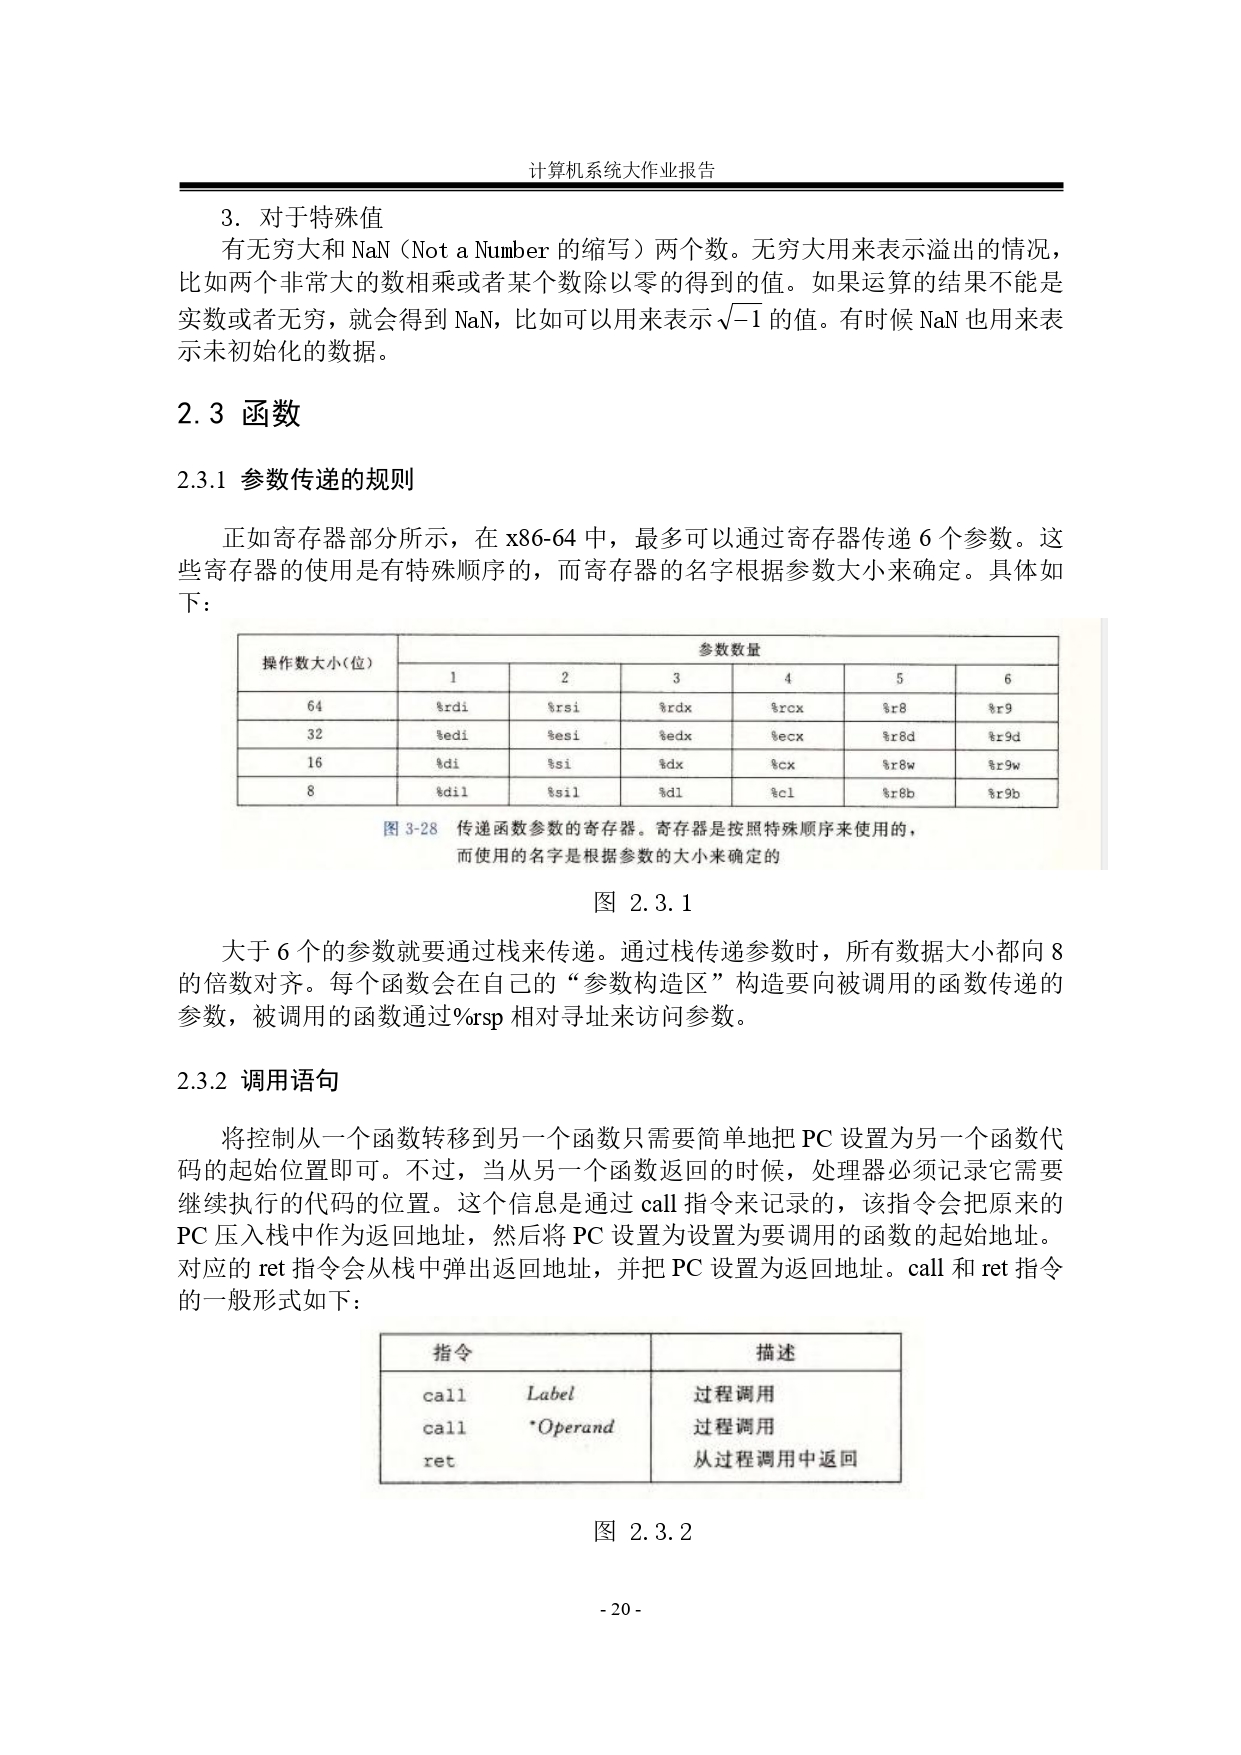 计算机系统大作业报告
3. 对于特殊值
有无穷大和 NaN（Not a Number 的缩写）两个数。无穷大用来表示溢出的情况，
比如两个非常大的数相乘或者某个数除以零的得到的值。如果运算的结果不能是
实数或者无穷，就会得到 NaN，比如可以用来表示 √−1 的值。有时候 NaN 也用来表
示未初始化的数据。
2.3 函数
2.3.1 参数传递的规则
正如寄存器部分所示，在 x86-64 中，最多可以通过寄存器传递 6 个参数。这
些寄存器的使用是有特殊顺序的，而寄存器的名字根据参数大小来确定。具体如
下：
操作数大小(位) 参数数量
1 2 3 4 5 6
64 %rdi %rsi %rdx %rcx %r8 %r9
32 %edi %esi %edx %ecx %r8d %r9d
16 %di %si %dx %cx %r8w %r9w
8 %dil %sil %dl %cl %r8b %r9b
图 3-28 传递函数参数的寄存器。寄存器是按照特殊顺序来使用的，
而使用的名字是根据参数的大小来确定的
图 2.3.1
大于 6 个的参数就要通过栈来传递。通过栈传递参数时，所有数据大小都向 8
的倍数对齐。每个函数会在自己的“参数构造区”构造要向被调用的函数传递的
参数，被调用的函数通过%rsp 相对寻址来访问参数。
2.3.2 调用语句
将控制从一个函数转移到另一个函数只需要简单地把 PC 设置为另一个函数代
码的起始位置即可。不过，当从另一个函数返回的时候，处理器必须记录它需要
继续执行的代码的位置。这个信息是通过 call 指令来记录的，该指令会把原来的
PC 压入栈中作为返回地址，然后将 PC 设置为设置为要调用的函数的起始地址。
对应的 ret 指令会从栈中弹出返回地址，并把 PC 设置为返回地址。call 和 ret 指令
的一般形式如下：
指令 描述
call Label 过程调用
call *Operand 过程调用
ret 从过程调用中返回
图 2.3.2
- 20 -